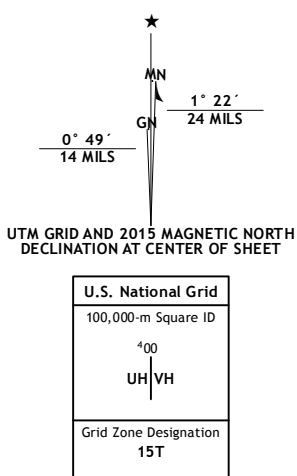 ★
MN
1° 22´
24 MILS
GN
0° 49´
14 MILS
UTM GRID AND 2015 MAGNETIC NORTH
DECLINATION AT CENTER OF SHEET
U.S. National Grid
100,000-m Square ID
⁴00
UH VH
Grid Zone Designation
15T